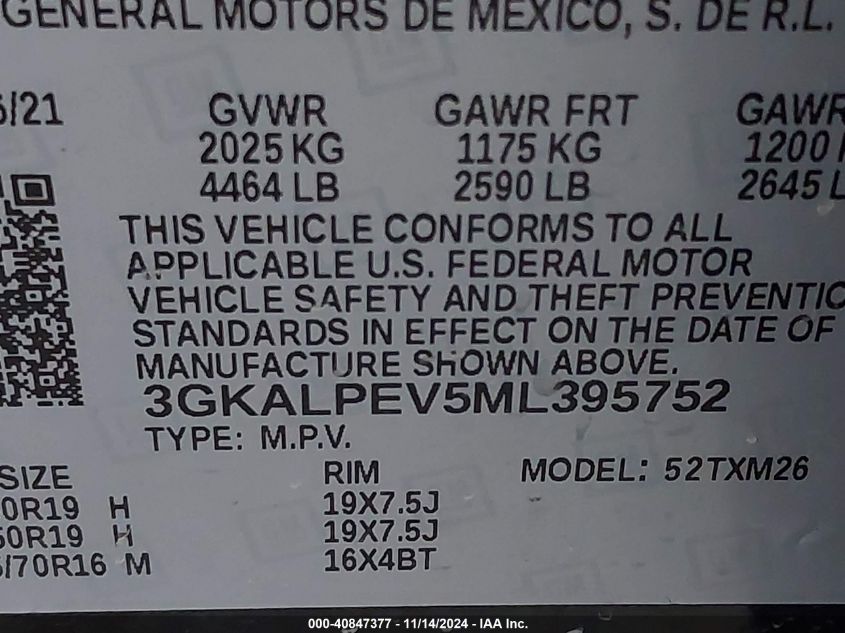 GENERAL MOTORS DE MEXICO, S. DE R.L.
/21 GVWR GAWR FRT GAWR
2025 KG 1175 KG 1200
4464 LB 2590 LB 2645 L
THIS VEHICLE CONFORMS TO ALL
APPLICABLE U.S. FEDERAL MOTOR
VEHICLE SAFETY AND THEFT PREVENTIO
STANDARDS IN EFFECT ON THE DATE OF
MANUFACTURE SHOWN ABOVE.
3GKALPEV5ML395752
TYPE: M.P.V.
SIZE RIM MODEL: 52TXM26
0R19 H 19X7.5J
0R19 H 19X7.5J
/70R16 M 16X4BT
000-40847377 - 11/14/2024 - IAA Inc.